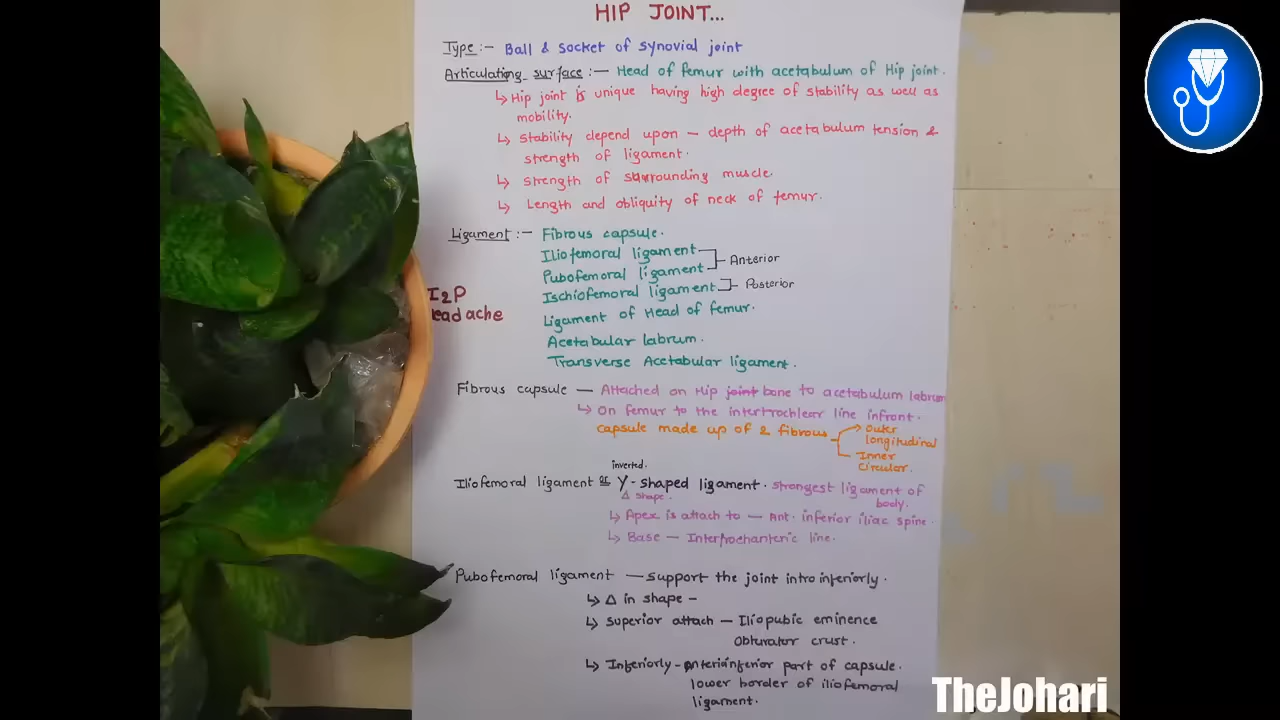 HIP JOINT...
Type :- Ball & socket of synovial joint
Articulating surface :- Head of femur with acetabulum of Hip joint.
↳ Hip joint is unique having high degree of stability as well as
mobility.
↳ Stability depend upon - depth of acetabulum tension &
strength of ligament.
↳ Strength of surrounding muscle.
↳ Length and obliquity of neck of femur.
Ligament :- Fibrous capsule.
Iliofemoral ligament
Pubofemoral ligament
Anterior
Ischiofemoral ligament
Posterior
Ligament of Head of femur.
Acetabular labrum.
Transverse Acetabular ligament.
I2P
eadache
Fibrous capsule - Attached on Hip joint bone to acetabulum labrum
↳ On femur to the intertrochlear line infront.
capsule made up of 2 fibrous
outer
longitudinal
Inner
circular.
inverted.
Iliofemoral ligament or Y-shaped ligament. strongest ligament of
body.
Δ shape.
↳ Apex is attach to - Ant. inferior iliac spine.
↳ Base - Intertrochanteric line.
Pubofemoral ligament - support the joint intro inferiorly.
↳ Δ in shape -
↳ superior attach - Iliopubic eminence
Obturator crust.
↳ Inferiorly - Anteriinferior part of capsule.
lower border of iliofemoral
ligament.
TheJohari